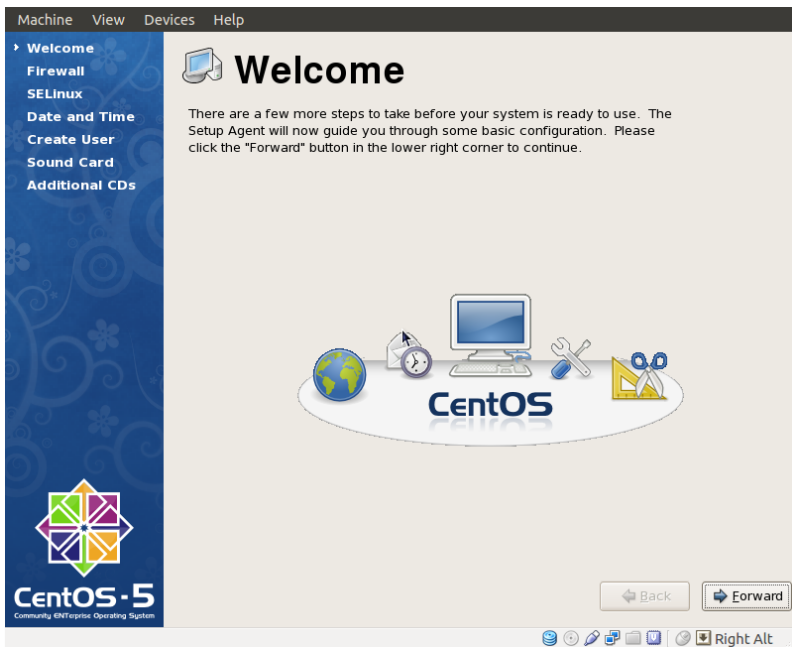 Machine View Devices Help
Welcome
Firewall
SELinux
Date and Time
Create User
Sound Card
Additional CDs
Welcome
There are a few more steps to take before your system is ready to use. The
Setup Agent will now guide you through some basic configuration. Please
click the "Forward" button in the lower right corner to continue.
CentOS
CentOS-5
Community ENTerprise Operating System
Back
Forward
Right Alt